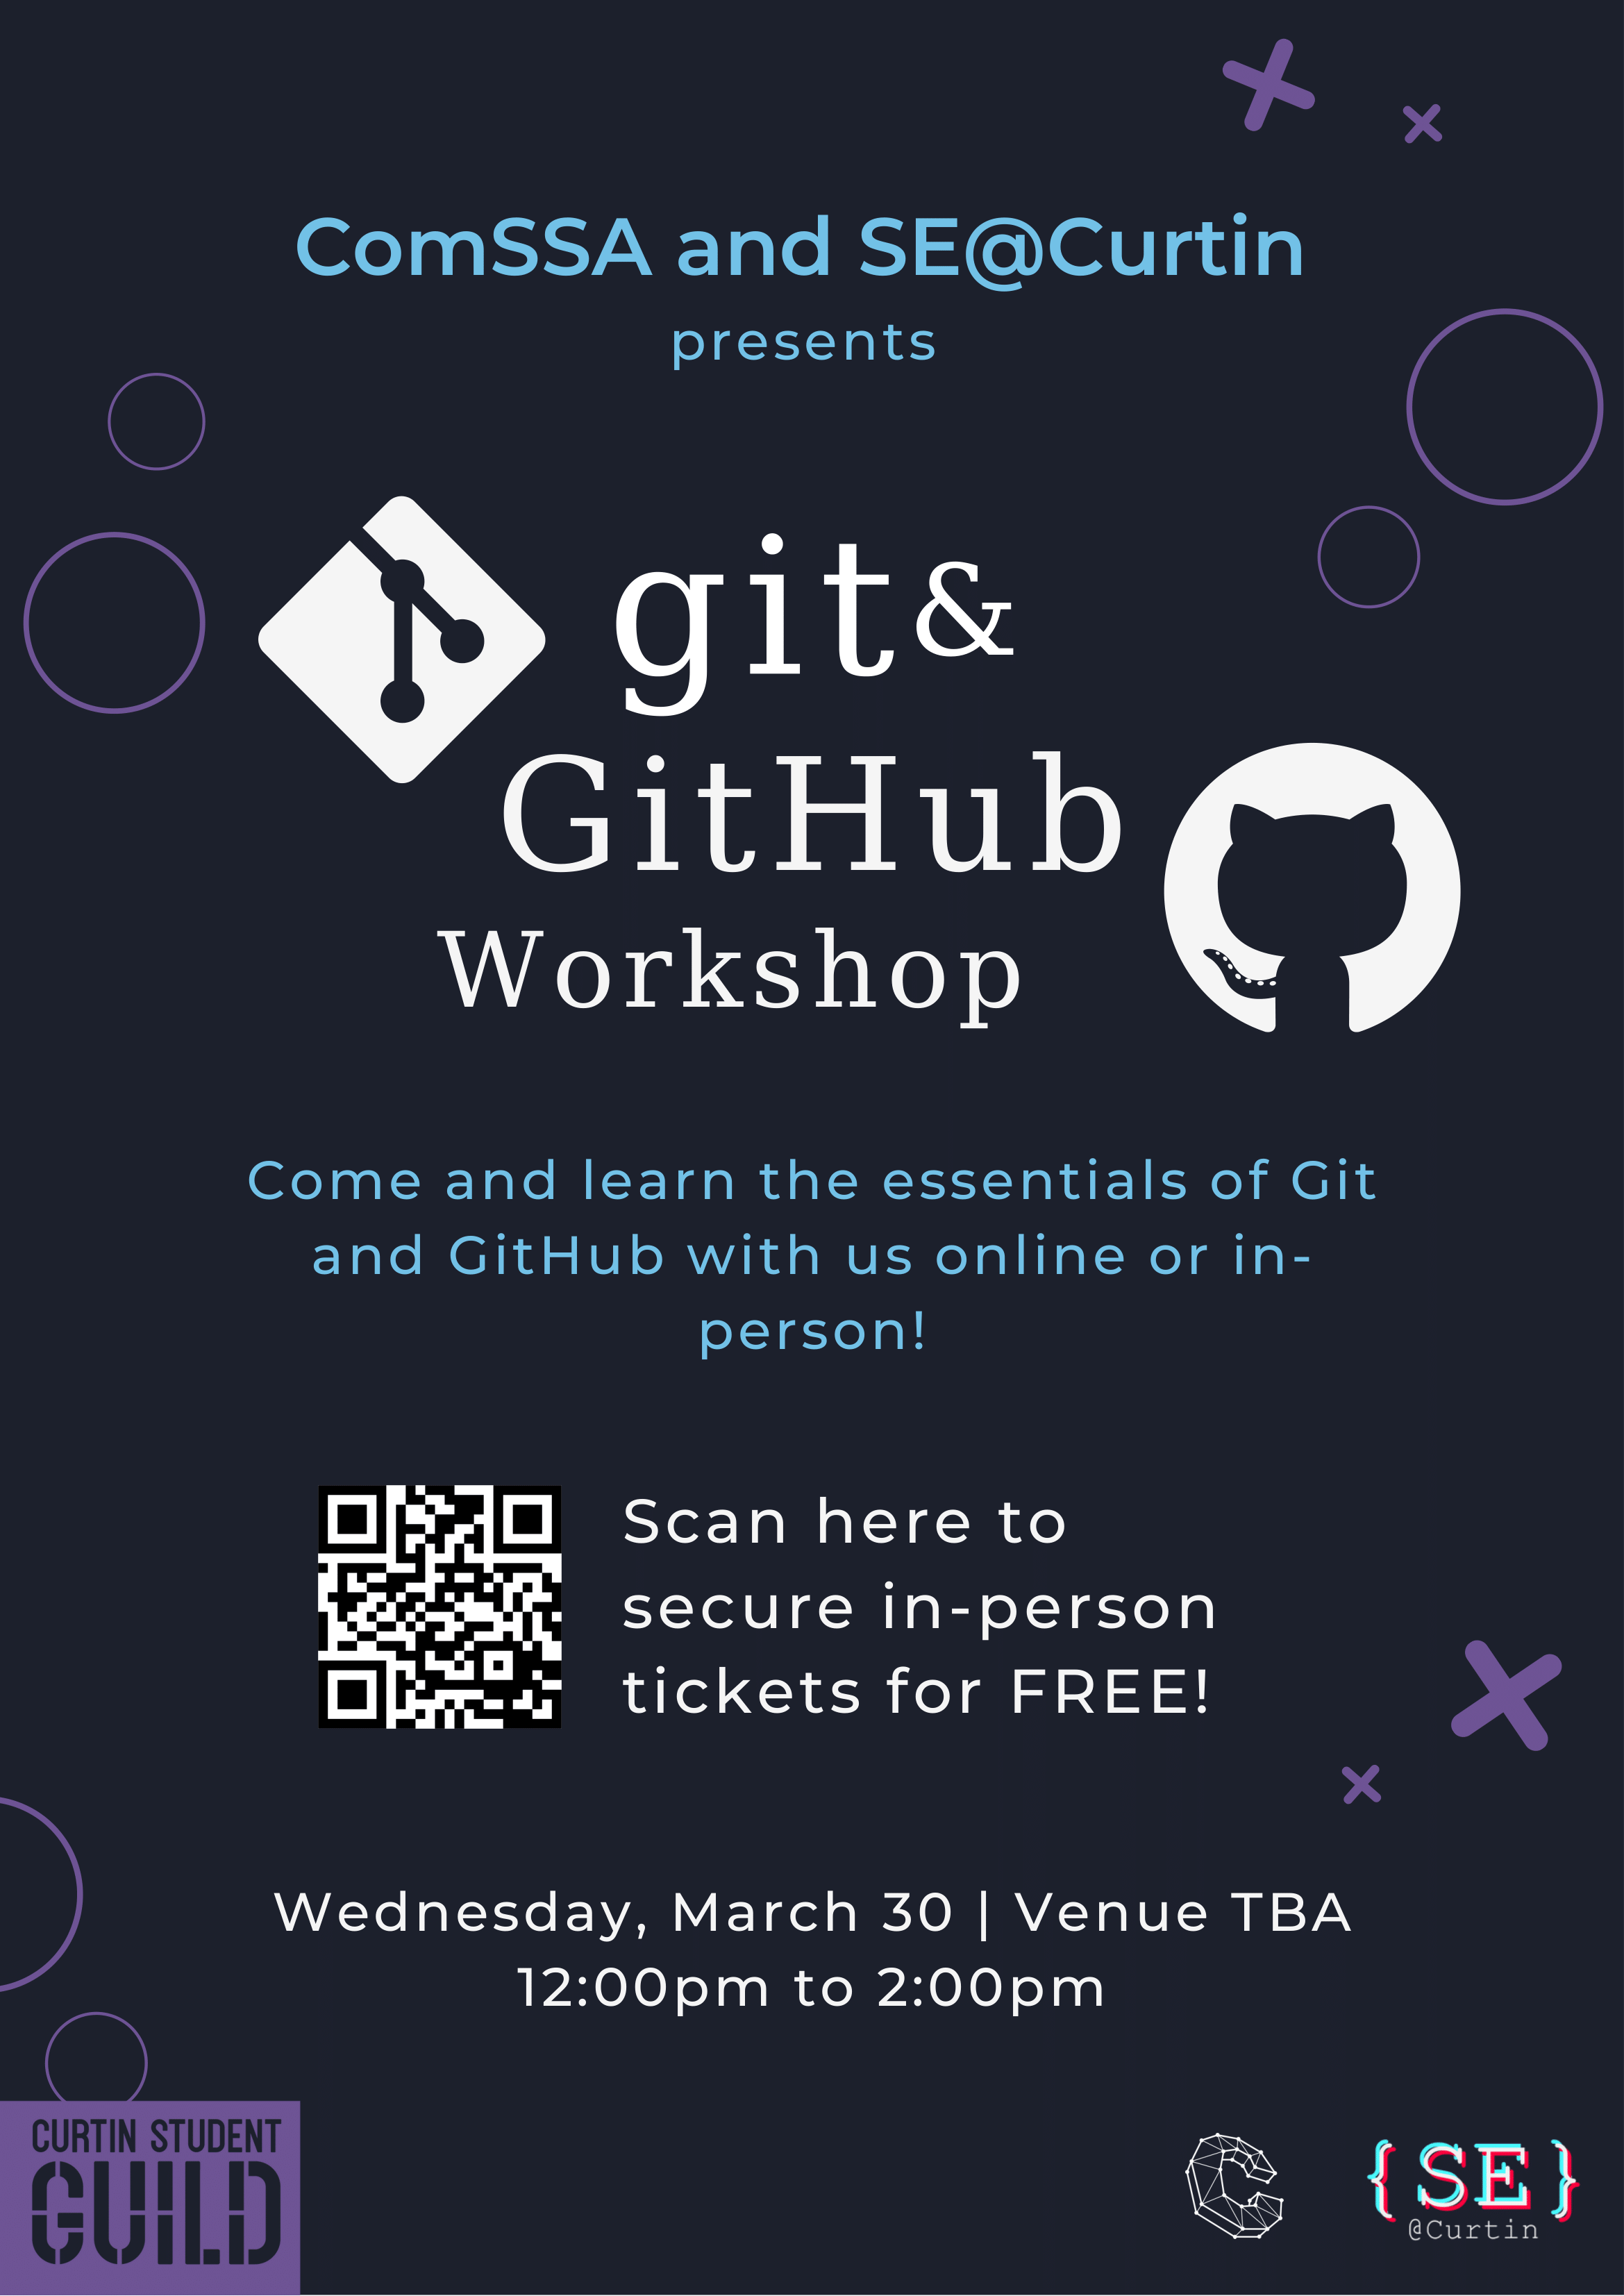 ComSSA and SE@Curtin
presents
git&
GitHub
Workshop
Come and learn the essentials of Git
and GitHub with us online or in-
person!
Scan here to
secure in-person
tickets for FREE!
Wednesday, March 30 | Venue TBA
12:00pm to 2:00pm
CURTIN STUDENT
GUILD
{SE}
@Curtin